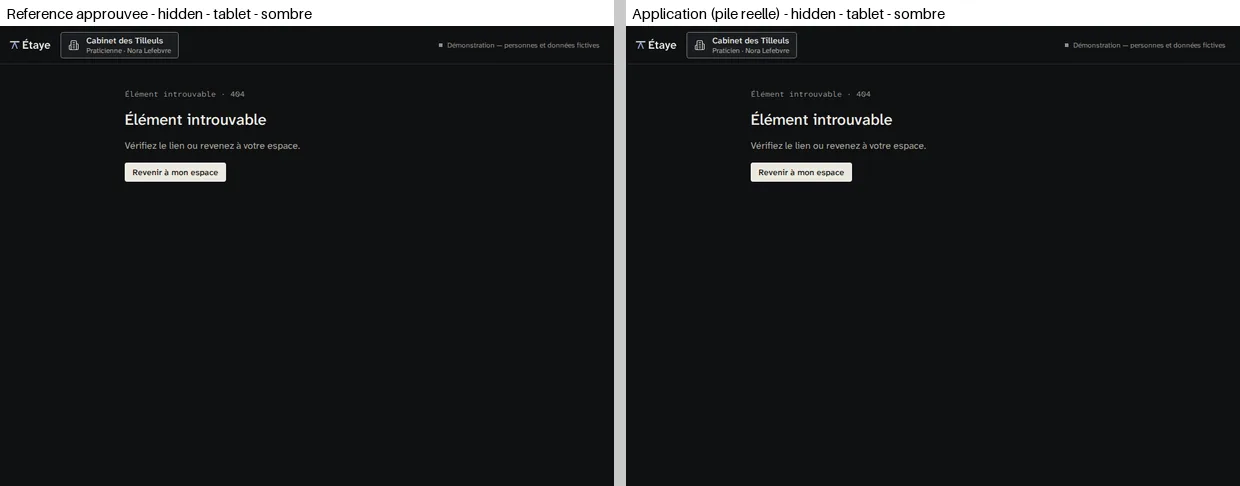 Reference approuvee - hidden - tablet - sombre
Étaye
Cabinet des Tilleuls
Praticienne · Nora Lefebvre
Démonstration — personnes et données fictives
Élément introuvable · 404
Élément introuvable
Vérifiez le lien ou revenez à votre espace.
Revenir à mon espace
Application (pile reelle) - hidden - tablet - sombre
Étaye
Cabinet des Tilleuls
Praticien · Nora Lefebvre
Démonstration — personnes et données fictives
Élément introuvable · 404
Élément introuvable
Vérifiez le lien ou revenez à votre espace.
Revenir à mon espace